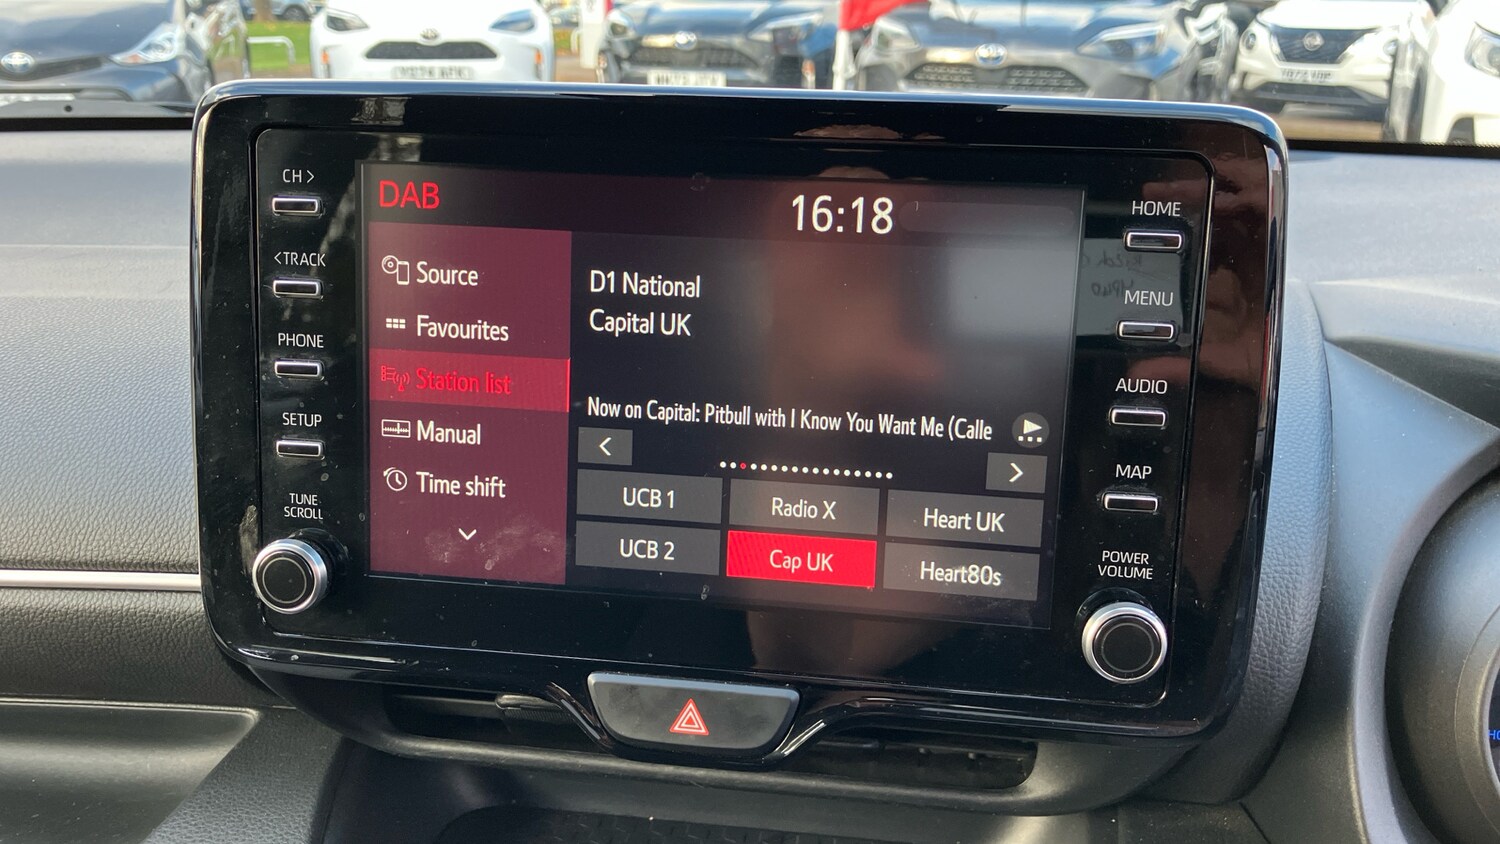 CH >
<TRACK
PHONE
SETUP
TUNE
SCROLL
DAB
16:18
Source
Favourites
Station list
Manual
Time shift
D1 National
Capital UK
Now on Capital: Pitbull with I Know You Want Me (Calle
UCB 1
Radio X
Heart UK
UCB 2
Cap UK
Heart80s
HOME
MENU
AUDIO
MAP
POWER
VOLUME